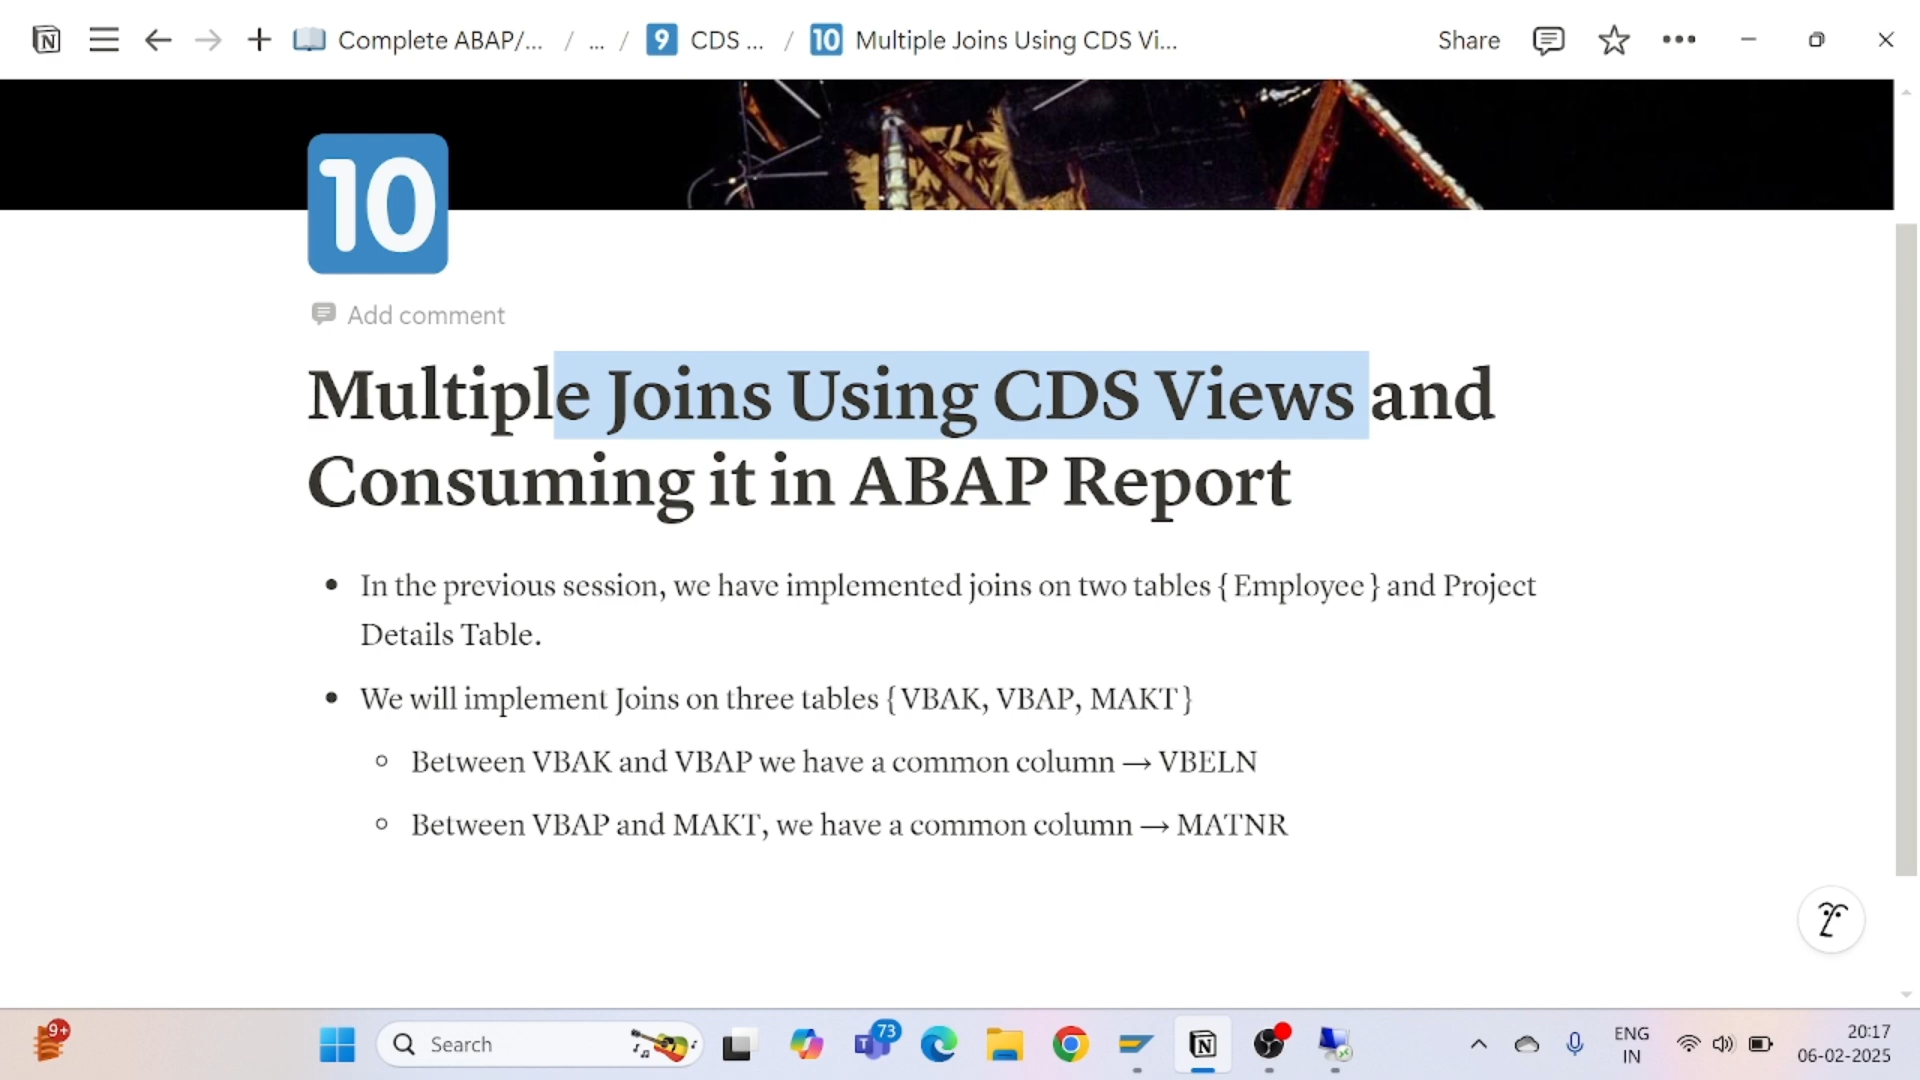 Complete ABAP/... / ... / 9 CDS ... / 10 Multiple Joins Using CDS Vi... Share
10
Add comment
Multiple Joins Using CDS Views and
Consuming it in ABAP Report
• In the previous session, we have implemented joins on two tables {Employee} and Project
Details Table.
• We will implement Joins on three tables {VBAK, VBAP, MAKT}
◦ Between VBAK and VBAP we have a common column → VBELN
◦ Between VBAP and MAKT, we have a common column → MATNR
9+
Search
73
ENG
IN
20:17
06-02-2025